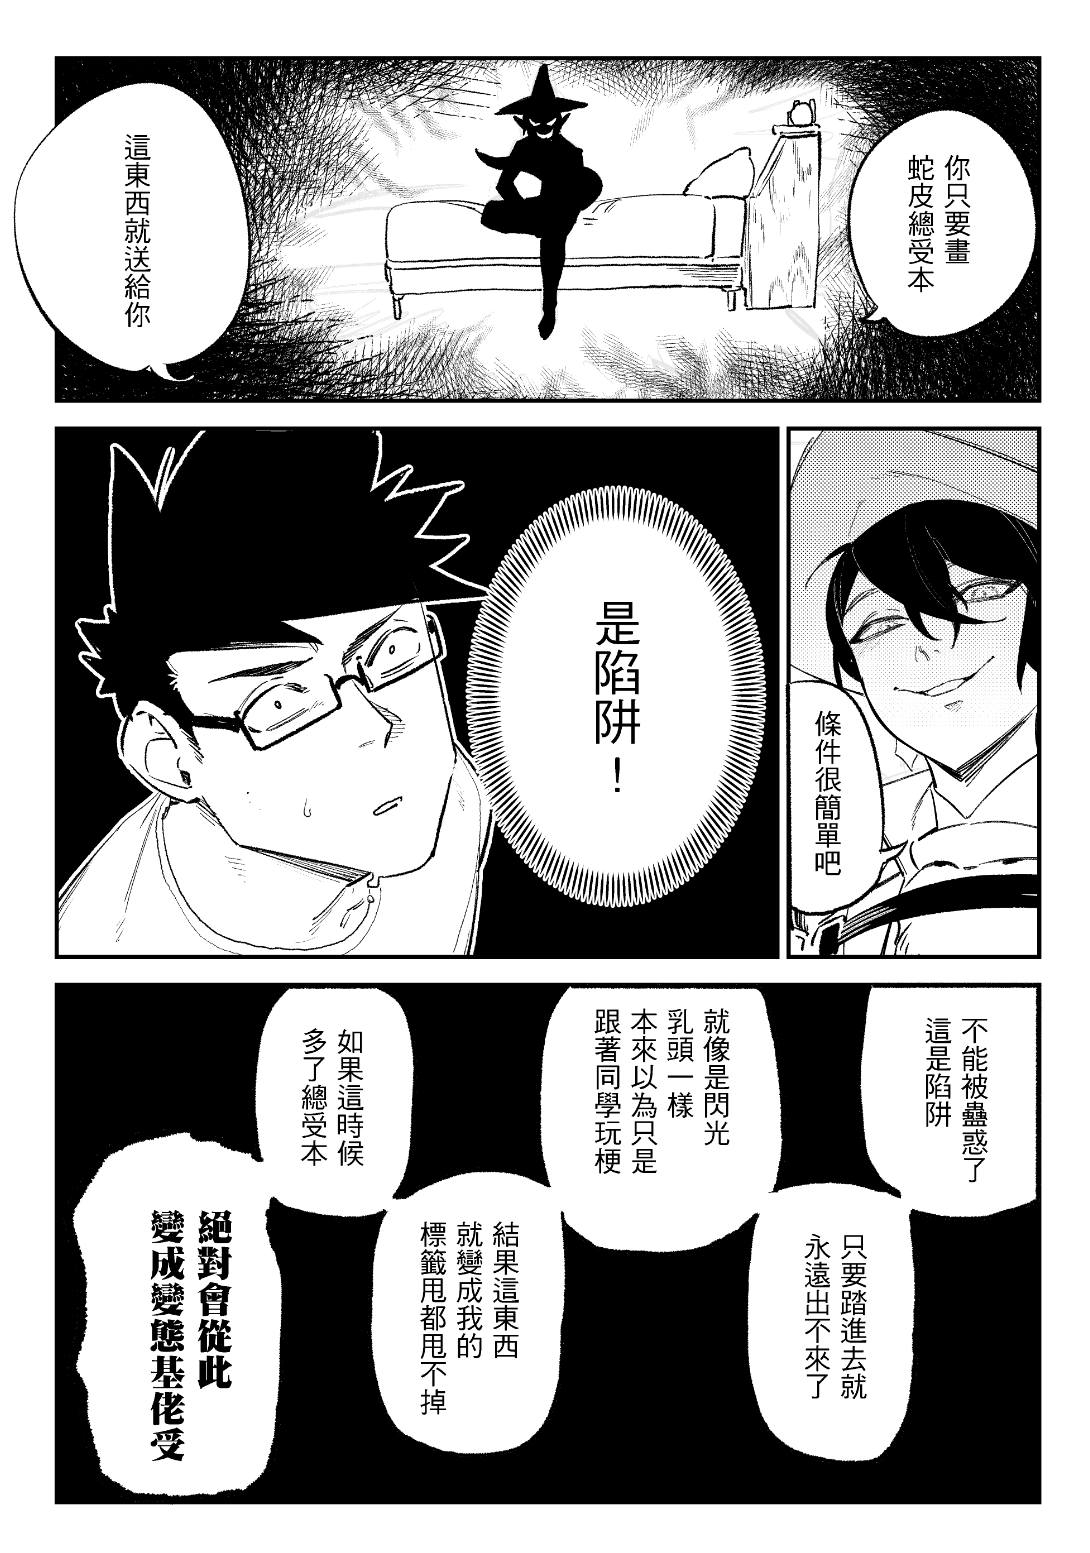 你只要畫
蛇皮總受本
這東西就送給你
條件很簡單吧
是陷阱！
不能被蠱惑了
這是陷阱
只要踏進去就
永遠出不來了
就像是閃光
乳頭一樣
本來以為只是
跟著同學玩梗
結果這東西
就變成我的
標籤甩都甩不掉
如果這時候
多了總受本
絕對會從此
變成變態基佬受